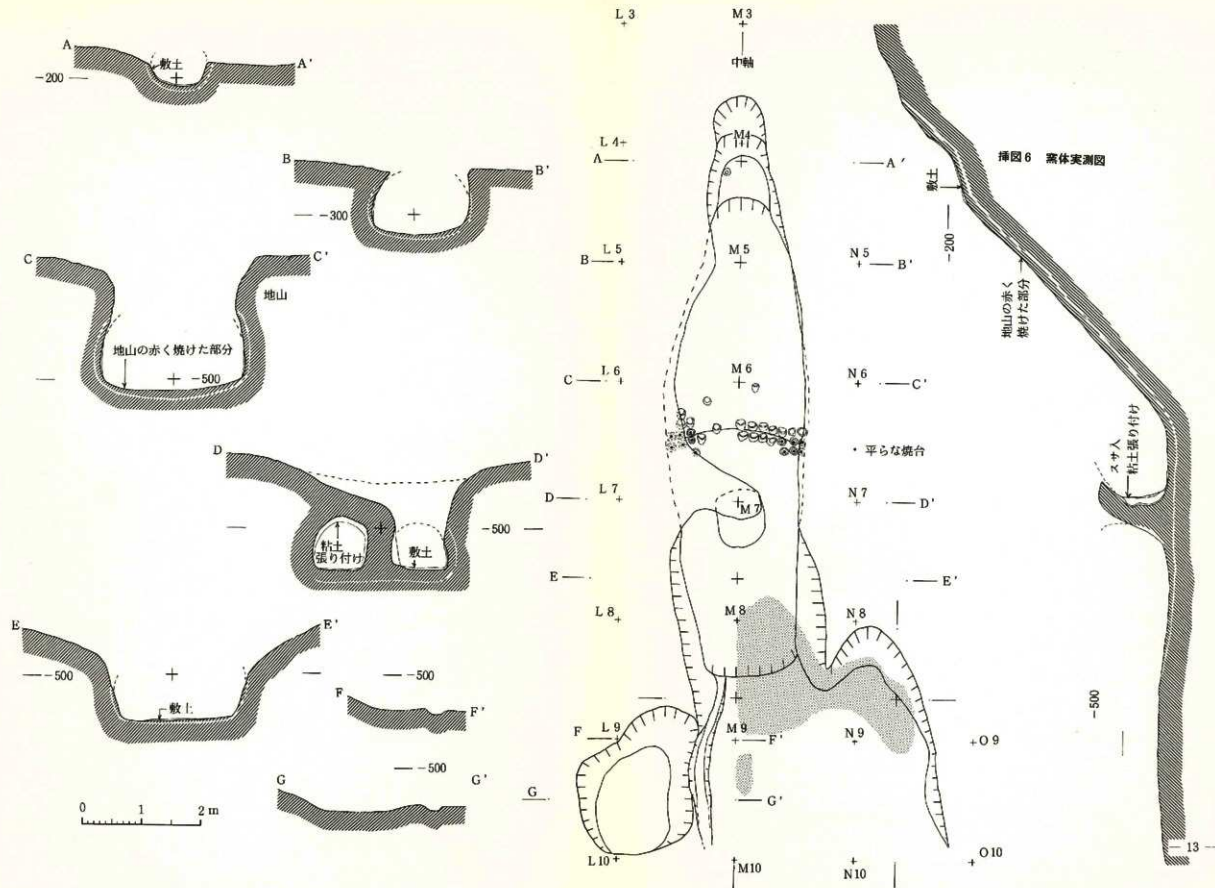 A
敷土
A'
-200
B
B'
-300
C
C'
地山
地山の赤く焼けた部分
-500
D
D'
-500
粘土
張り付け
敷土
E
E'
-500
-500
敷土
F
F'
-500
G
G'
0 1 2 m
L 3
M 3
中軸
L 4
M4
A
A'
L 5
M 5
N 5
B
B'
L 6
M 6
N 6
C
C'
・平らな焼台
L 7
M 7
N 7
D
D'
E
E'
L 8
M 8
N 8
F
L 9
M 9
F'
N 9
O 9
G
G'
L10
M10
N10
O10
挿図6 窯体実測図
敷土
-200
地山の赤く
焼けた部分
スサ入
粘土張り付け
-500
— 13 —